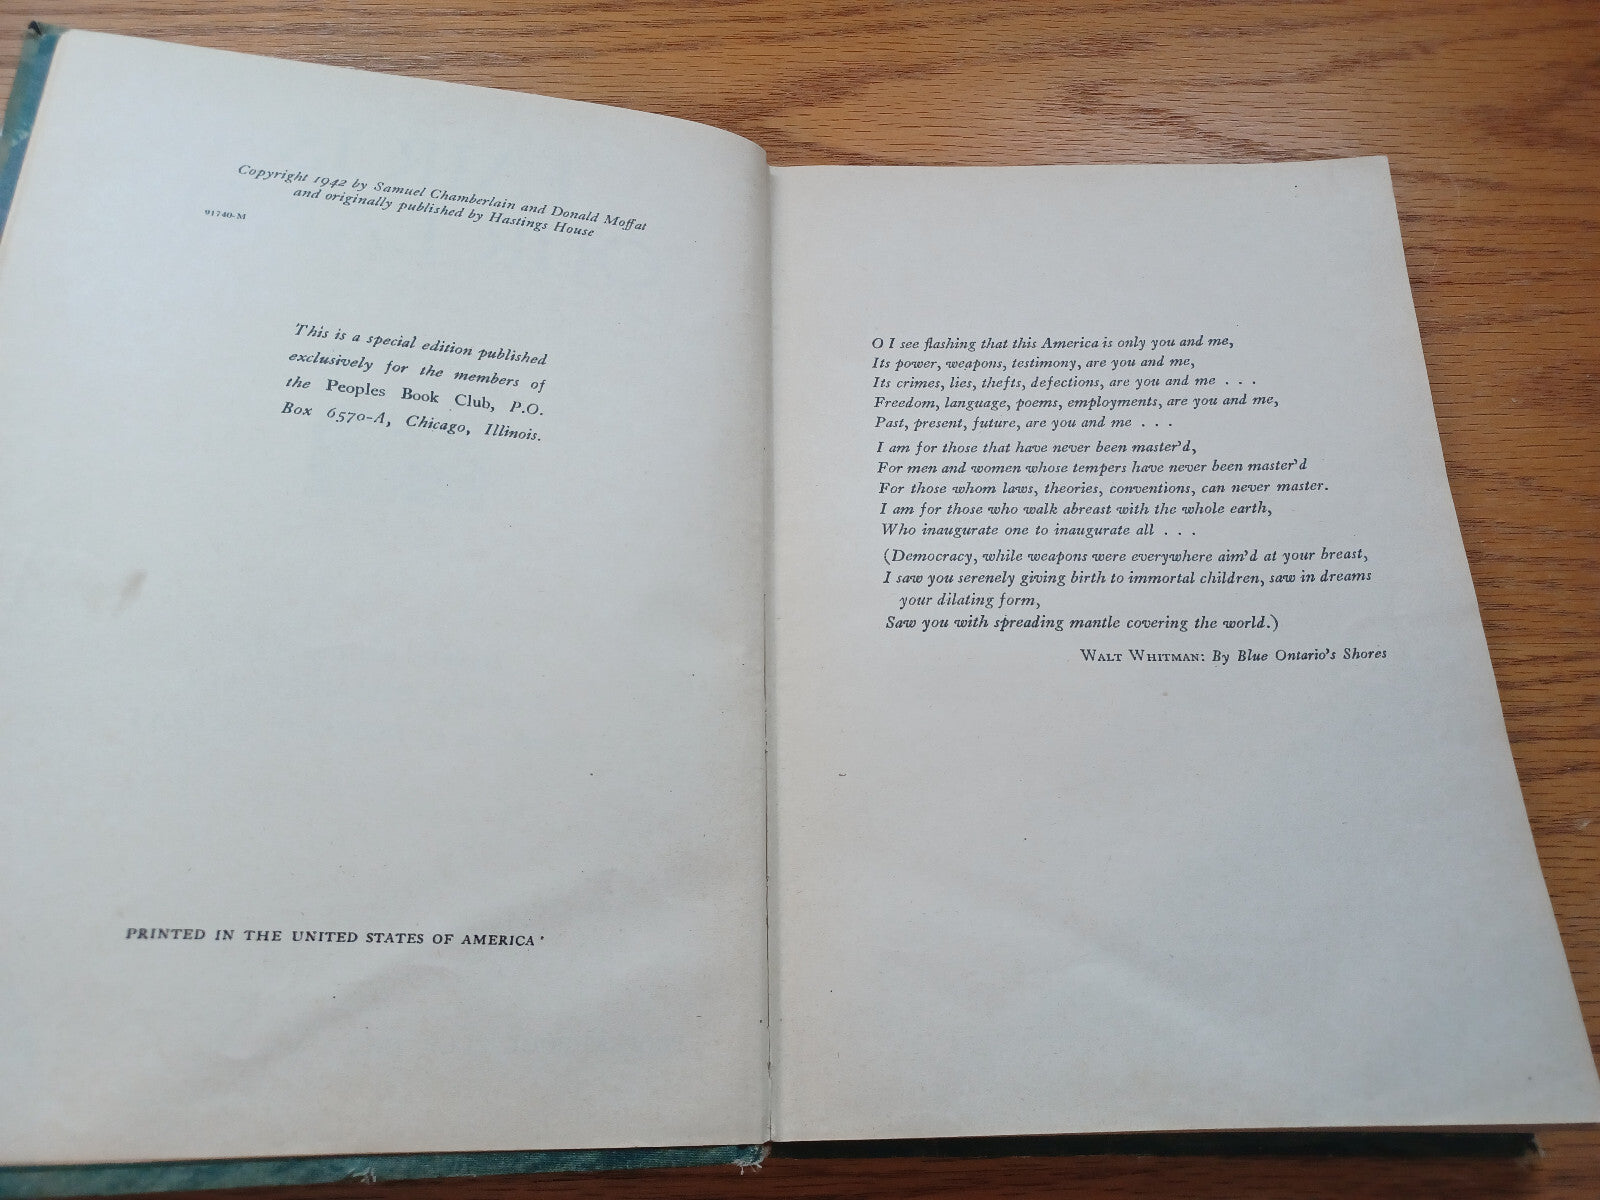 Copyright 1942 by Samuel Chamberlain and Donald Moffat
and originally published by Hastings House
91740-M
This is a special edition published
exclusively for the members of
the Peoples Book Club, P.O.
Box 6570-A, Chicago, Illinois.
PRINTED IN THE UNITED STATES OF AMERICA
O I see flashing that this America is only you and me,
Its power, weapons, testimony, are you and me,
Its crimes, lies, thefts, defections, are you and me . . .
Freedom, language, poems, employments, are you and me,
Past, present, future, are you and me . . .
I am for those that have never been master'd,
For men and women whose tempers have never been master'd
For those whom laws, theories, conventions, can never master.
I am for those who walk abreast with the whole earth,
Who inaugurate one to inaugurate all . . .
(Democracy, while weapons were everywhere aim'd at your breast,
I saw you serenely giving birth to immortal children, saw in dreams
your dilating form,
Saw you with spreading mantle covering the world.)
WALT WHITMAN: By Blue Ontario's Shores